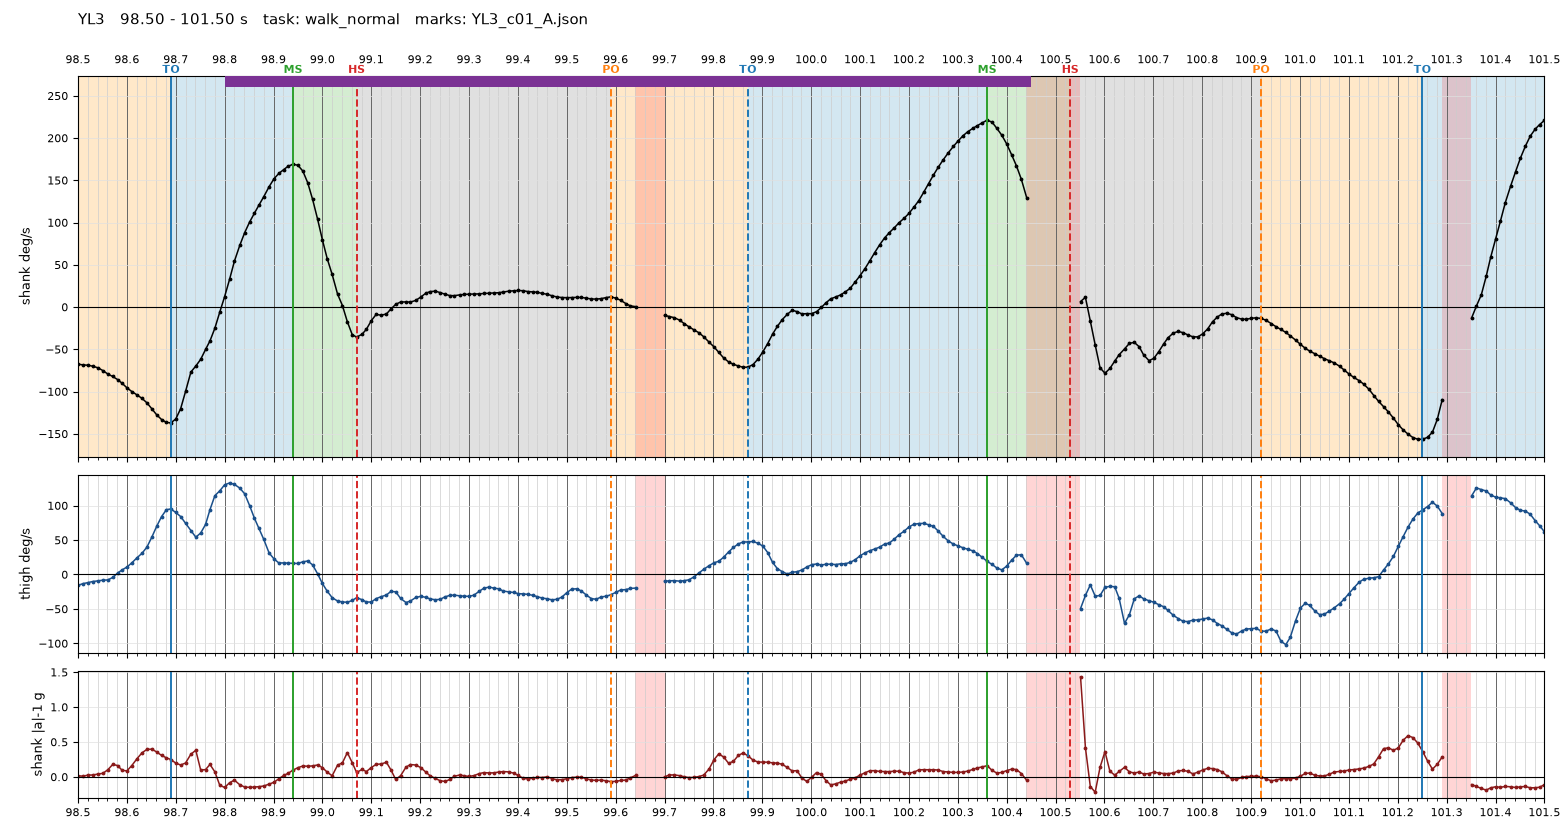 YL3   98.50 - 101.50 s   task: walk_normal   marks: YL3_c01_A.json
98.5 98.6 98.7 98.8 98.9 99.0 99.1 99.2 99.3 99.4 99.5 99.6 99.7 99.8 99.9 100.0 100.1 100.2 100.3 100.4 100.5 100.6 100.7 100.8 100.9 101.0 101.1 101.2 101.3 101.4 101.5
TO MS HS PO TO MS HS PO TO
250
200
150
100
50
0
−50
−100
−150
shank deg/s
100
50
0
−50
−100
thigh deg/s
1.5
1.0
0.5
0.0
shank |a|-1 g
98.5 98.6 98.7 98.8 98.9 99.0 99.1 99.2 99.3 99.4 99.5 99.6 99.7 99.8 99.9 100.0 100.1 100.2 100.3 100.4 100.5 100.6 100.7 100.8 100.9 101.0 101.1 101.2 101.3 101.4 101.5